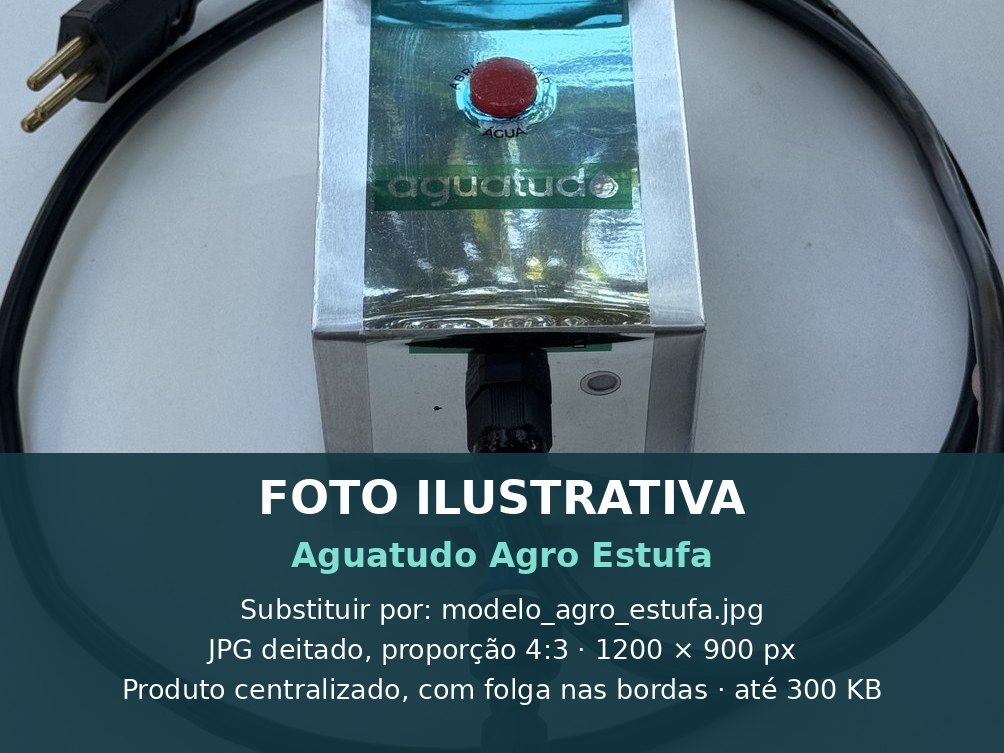 ÁGUA
aguatudo
FOTO ILUSTRATIVA
Aguatudo Agro Estufa
Substituir por: modelo_agro_estufa.jpg
JPG deitado, proporção 4:3 · 1200 × 900 px
Produto centralizado, com folga nas bordas · até 300 KB